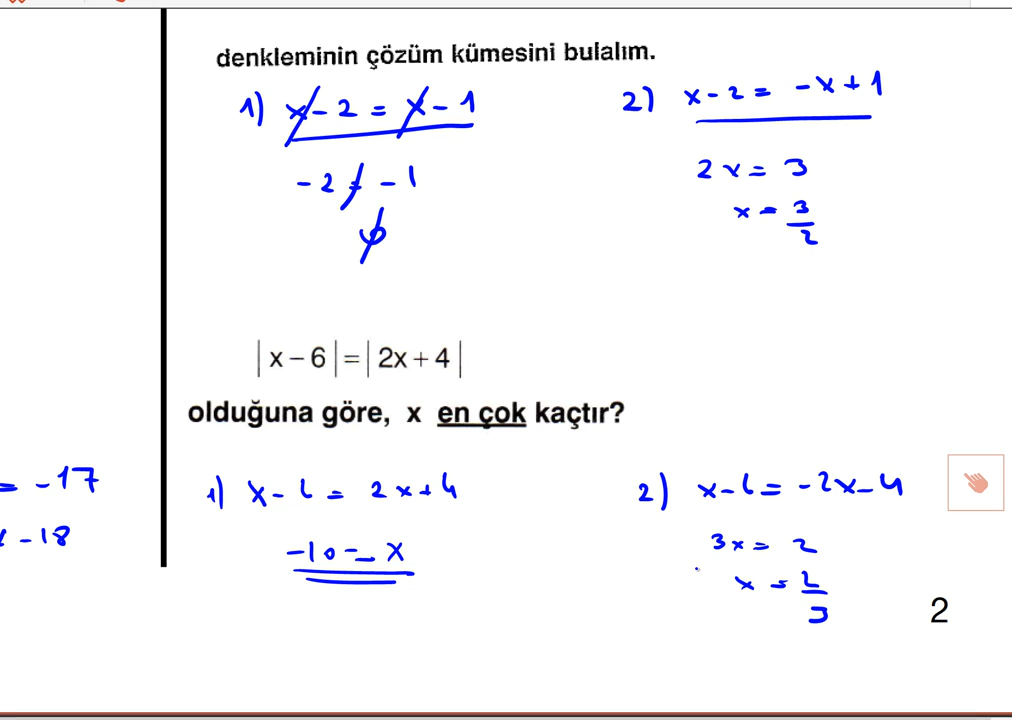 denkleminin çözüm kümesini bulalım.
1) x - 2 = x - 1
2) x - 2 = -x + 1
-2 ≠ -1
2x = 3
∅
x = 3/2
|x − 6| = |2x + 4|
olduğuna göre, x en çok kaçtır?
= -17
-18
1) x - 6 = 2x + 4
2) x - 6 = -2x - 4
-10 = x
3x = 2
x = 2/3
2